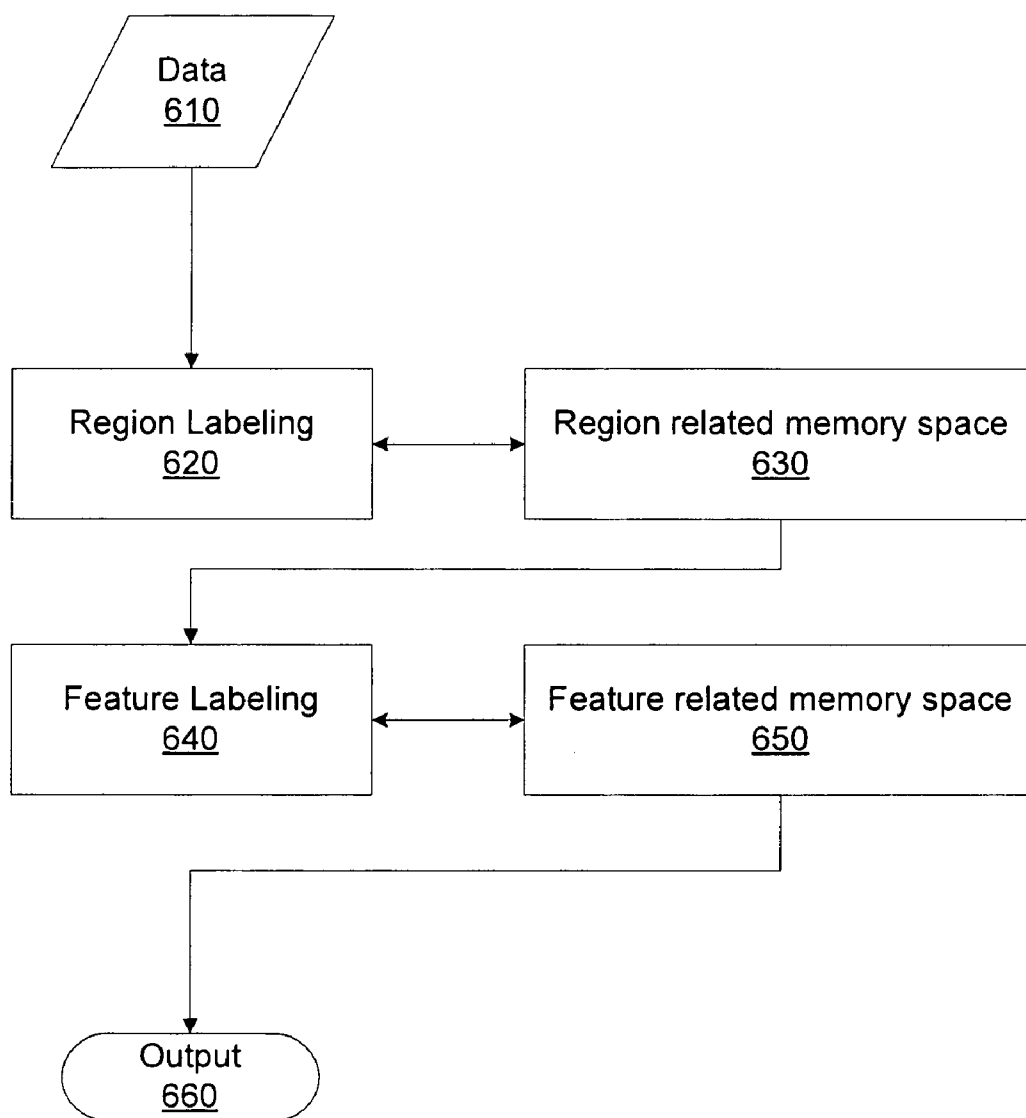 Data
610
Region Labeling
620
Region related memory space
630
Feature Labeling
640
Feature related memory space
650
Output
660